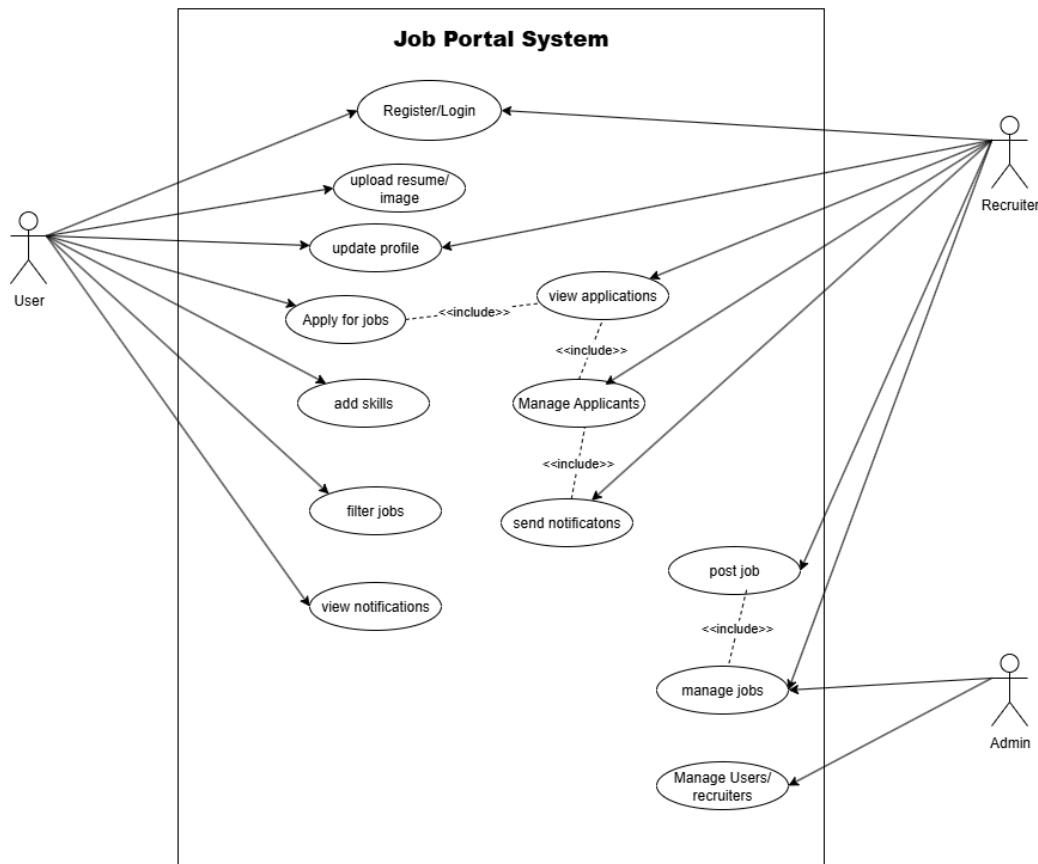 Job Portal System
Register/Login
upload resume/
image
update profile
User
Recruiter
view applications
Apply for jobs
<<include>>
<<include>>
add skills
Manage Applicants
<<include>>
filter jobs
send notificatons
post job
view notifications
<<include>>
manage jobs
Admin
Manage Users/
recruiters